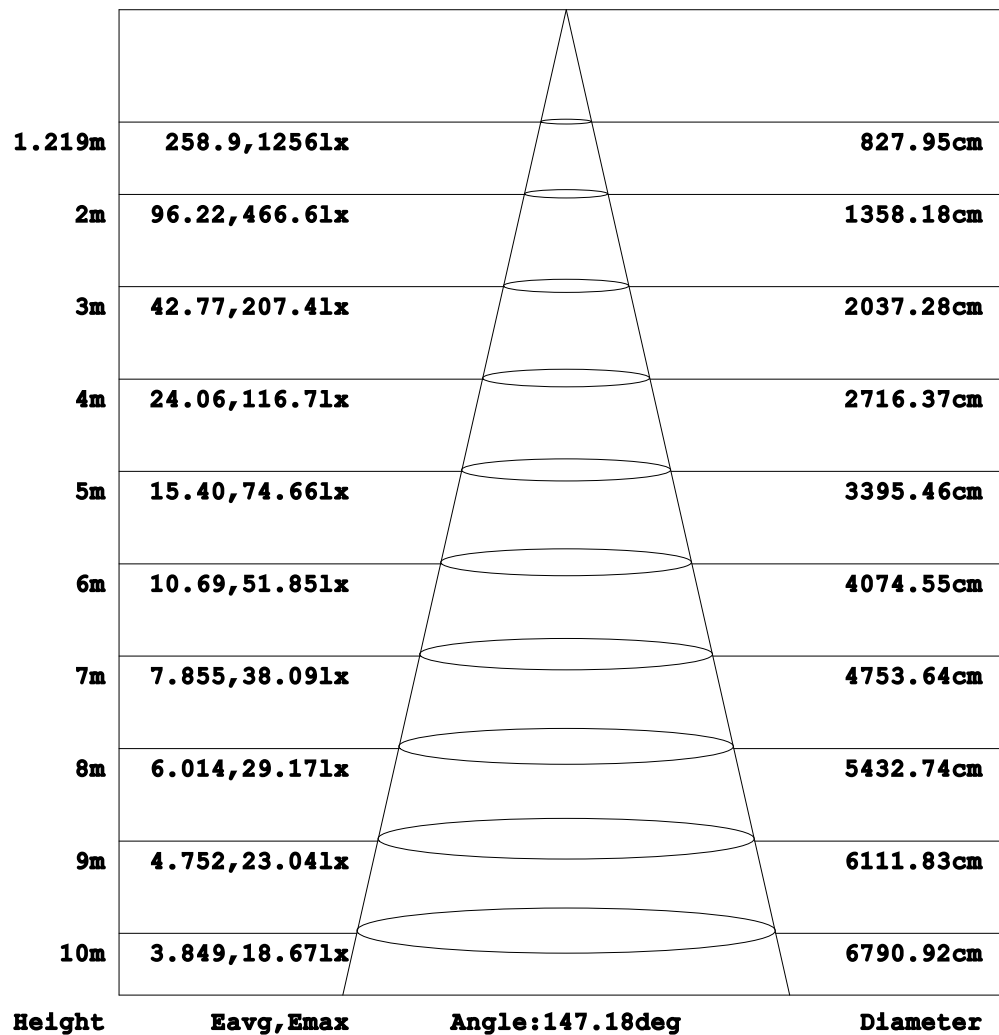 1.219m 258.9,1256lx 827.95cm
2m 96.22,466.6lx 1358.18cm
3m 42.77,207.4lx 2037.28cm
4m 24.06,116.7lx 2716.37cm
5m 15.40,74.66lx 3395.46cm
6m 10.69,51.85lx 4074.55cm
7m 7.855,38.09lx 4753.64cm
8m 6.014,29.17lx 5432.74cm
9m 4.752,23.04lx 6111.83cm
10m 3.849,18.67lx 6790.92cm
Height Eavg,Emax Angle:147.18deg Diameter